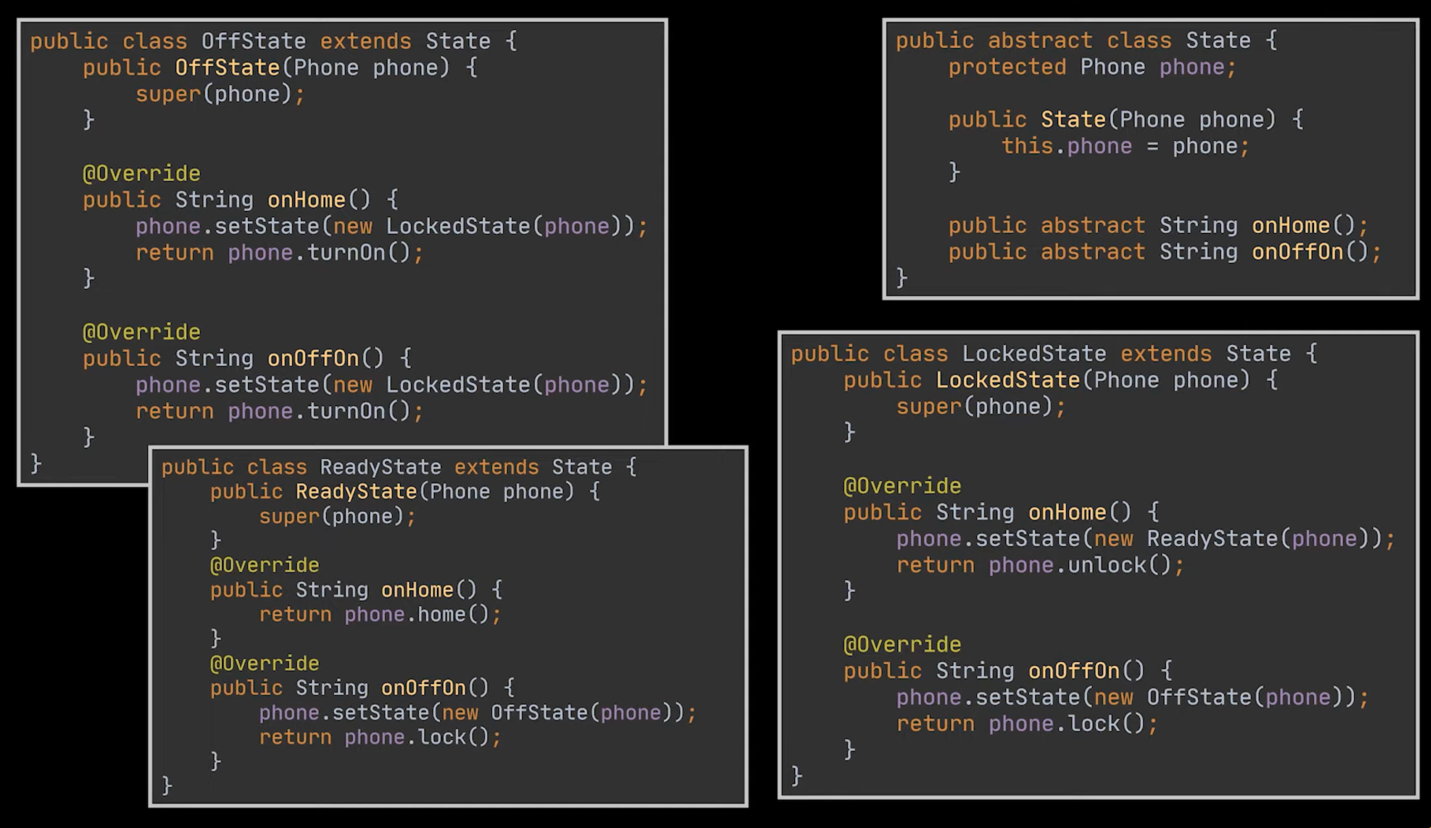 public class OffState extends State {
    public OffState(Phone phone) {
        super(phone);
    }

    @Override
    public String onHome() {
        phone.setState(new LockedState(phone));
        return phone.turnOn();
    }

    @Override
    public String onOffOn() {
        phone.setState(new LockedState(phone));
        return phone.turnOn();
    }
}
public class ReadyState extends State {
    public ReadyState(Phone phone) {
        super(phone);
    }
    @Override
    public String onHome() {
        return phone.home();
    }
    @Override
    public String onOffOn() {
        phone.setState(new OffState(phone));
        return phone.lock();
    }
}
public abstract class State {
    protected Phone phone;

    public State(Phone phone) {
        this.phone = phone;
    }

    public abstract String onHome();
    public abstract String onOffOn();
}
public class LockedState extends State {
    public LockedState(Phone phone) {
        super(phone);
    }

    @Override
    public String onHome() {
        phone.setState(new ReadyState(phone));
        return phone.unlock();
    }

    @Override
    public String onOffOn() {
        phone.setState(new OffState(phone));
        return phone.lock();
    }
}